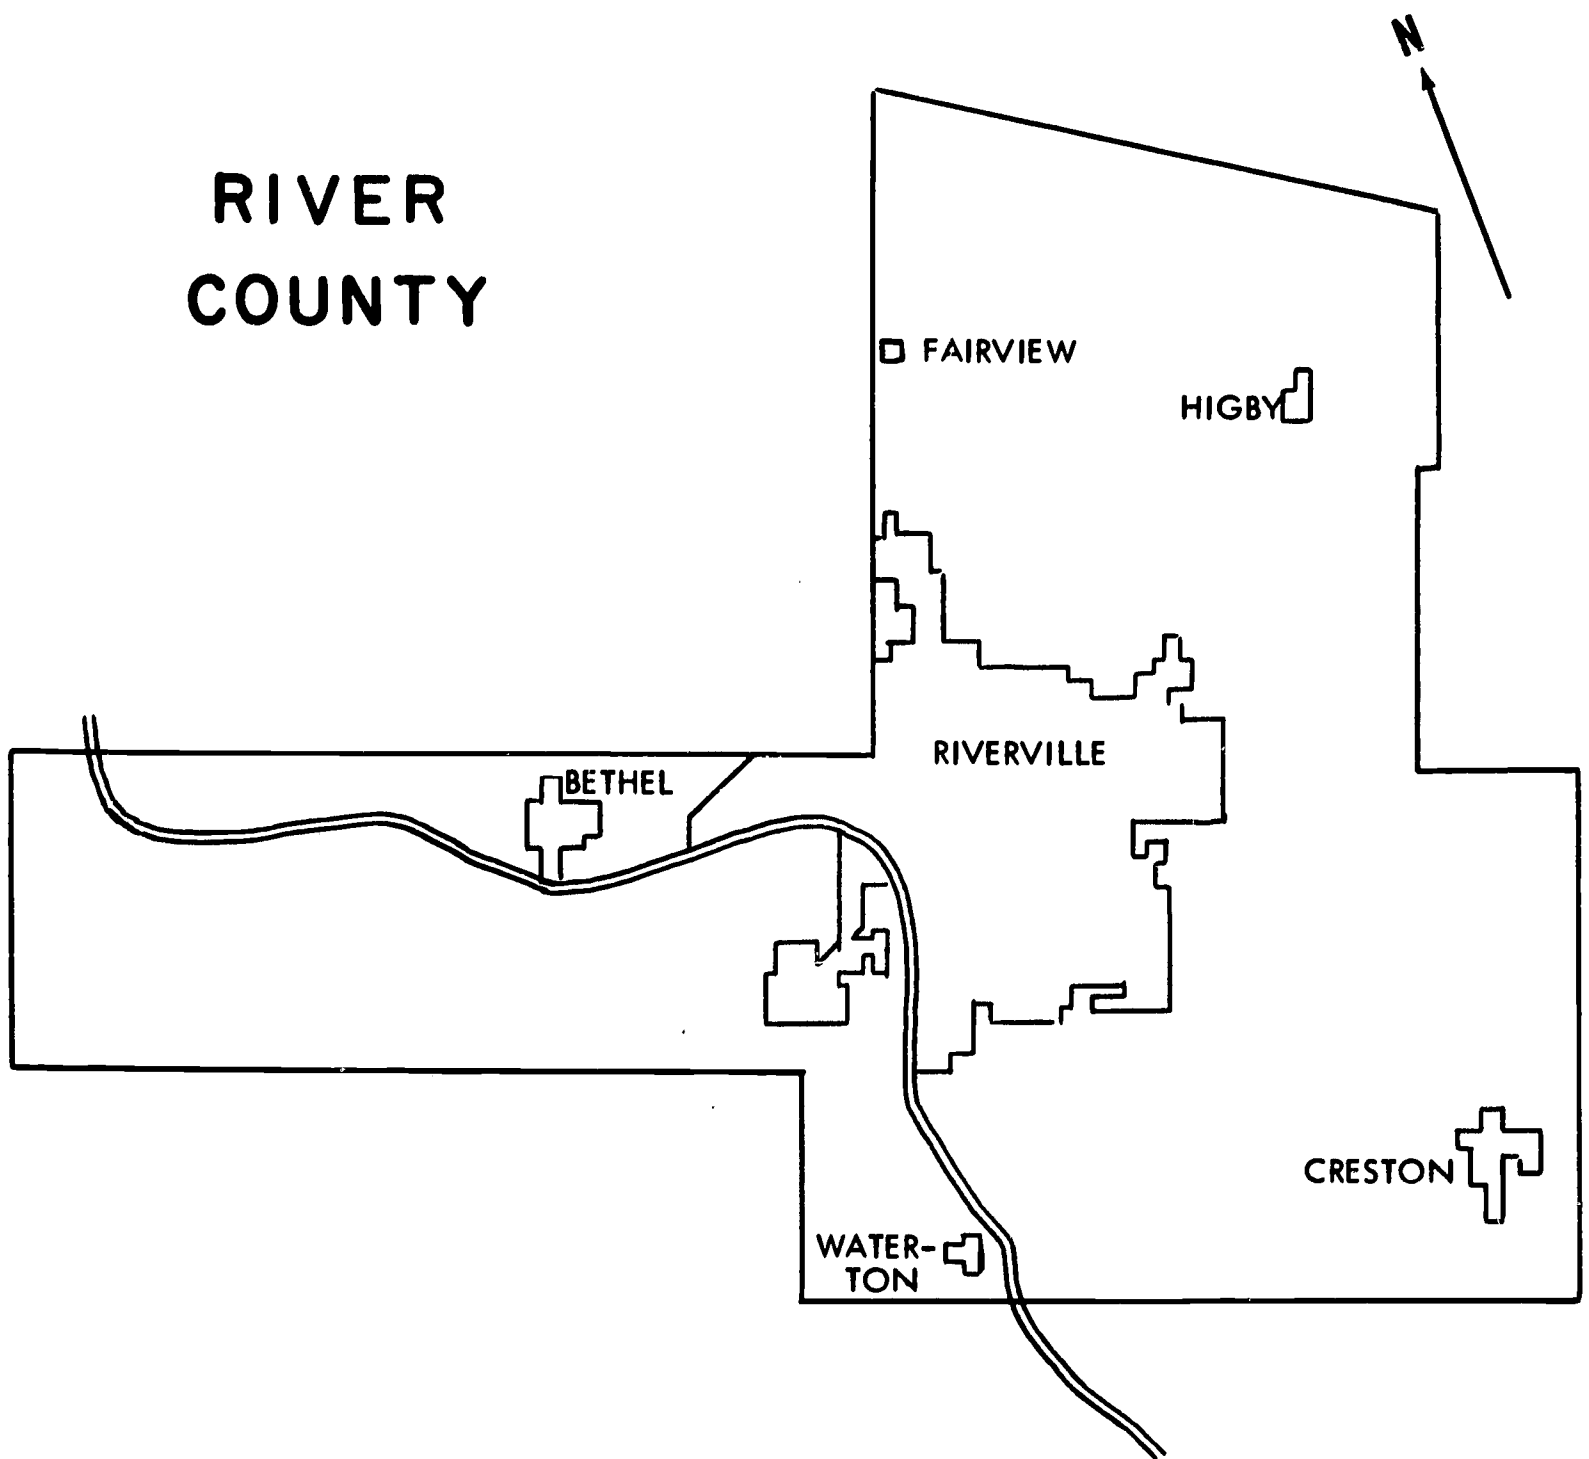 N
RIVER
COUNTY
FAIRVIEW
HIGBY
RIVERVILLE
BETHEL
CRESTON
WATER-
TON